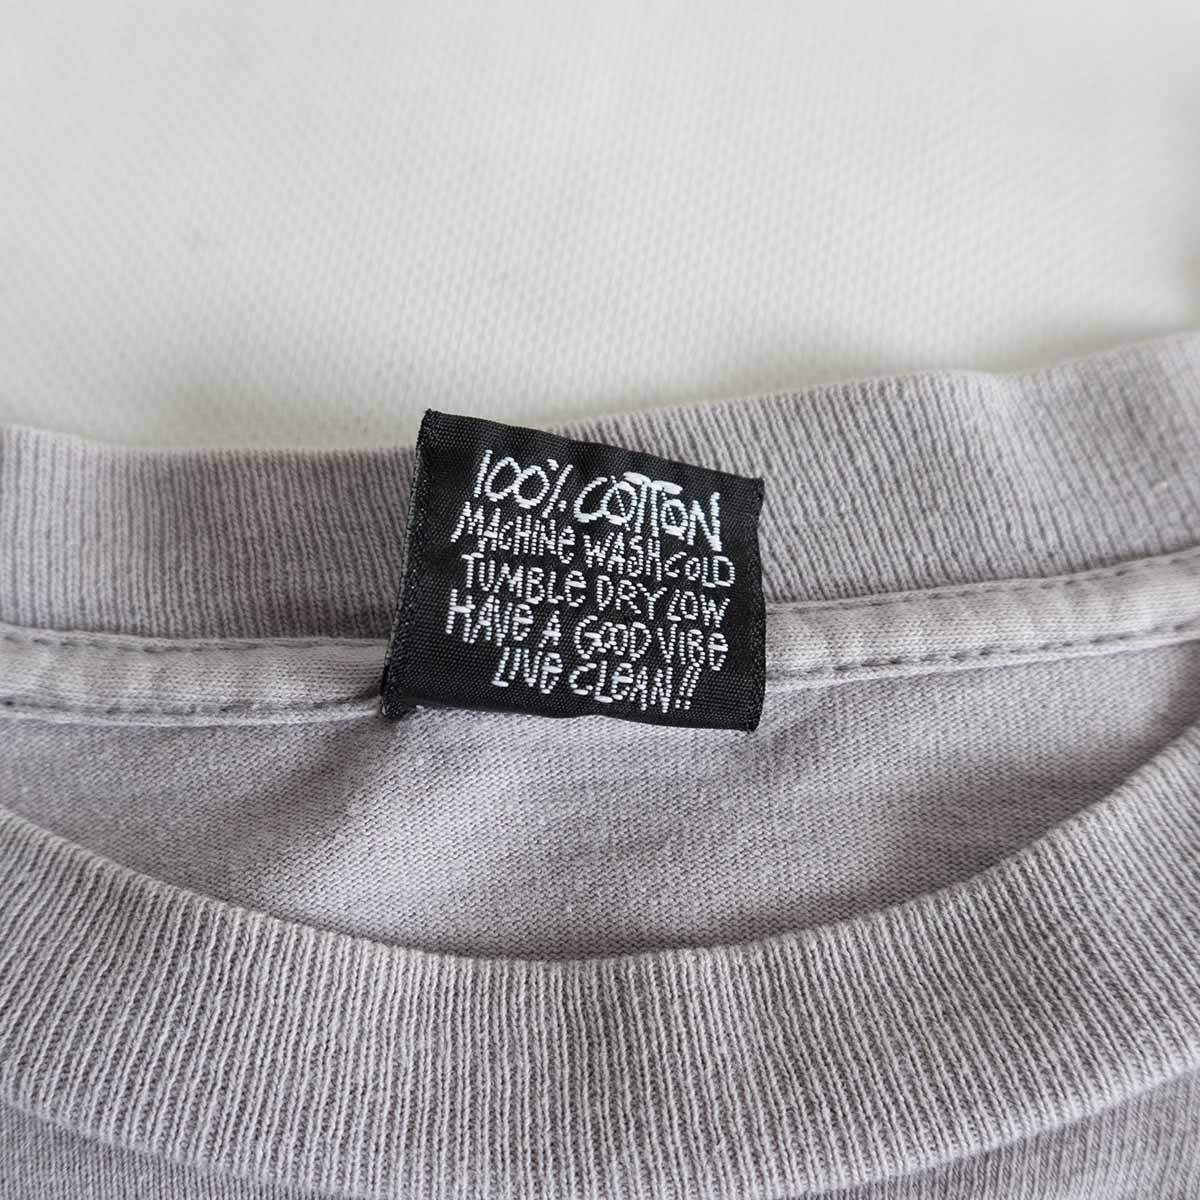 100% COTTON
MACHINe WASH COLD
TUMBLE DRY LOW
HAVe A GOOD VIBe
LIVe CLeAN!!